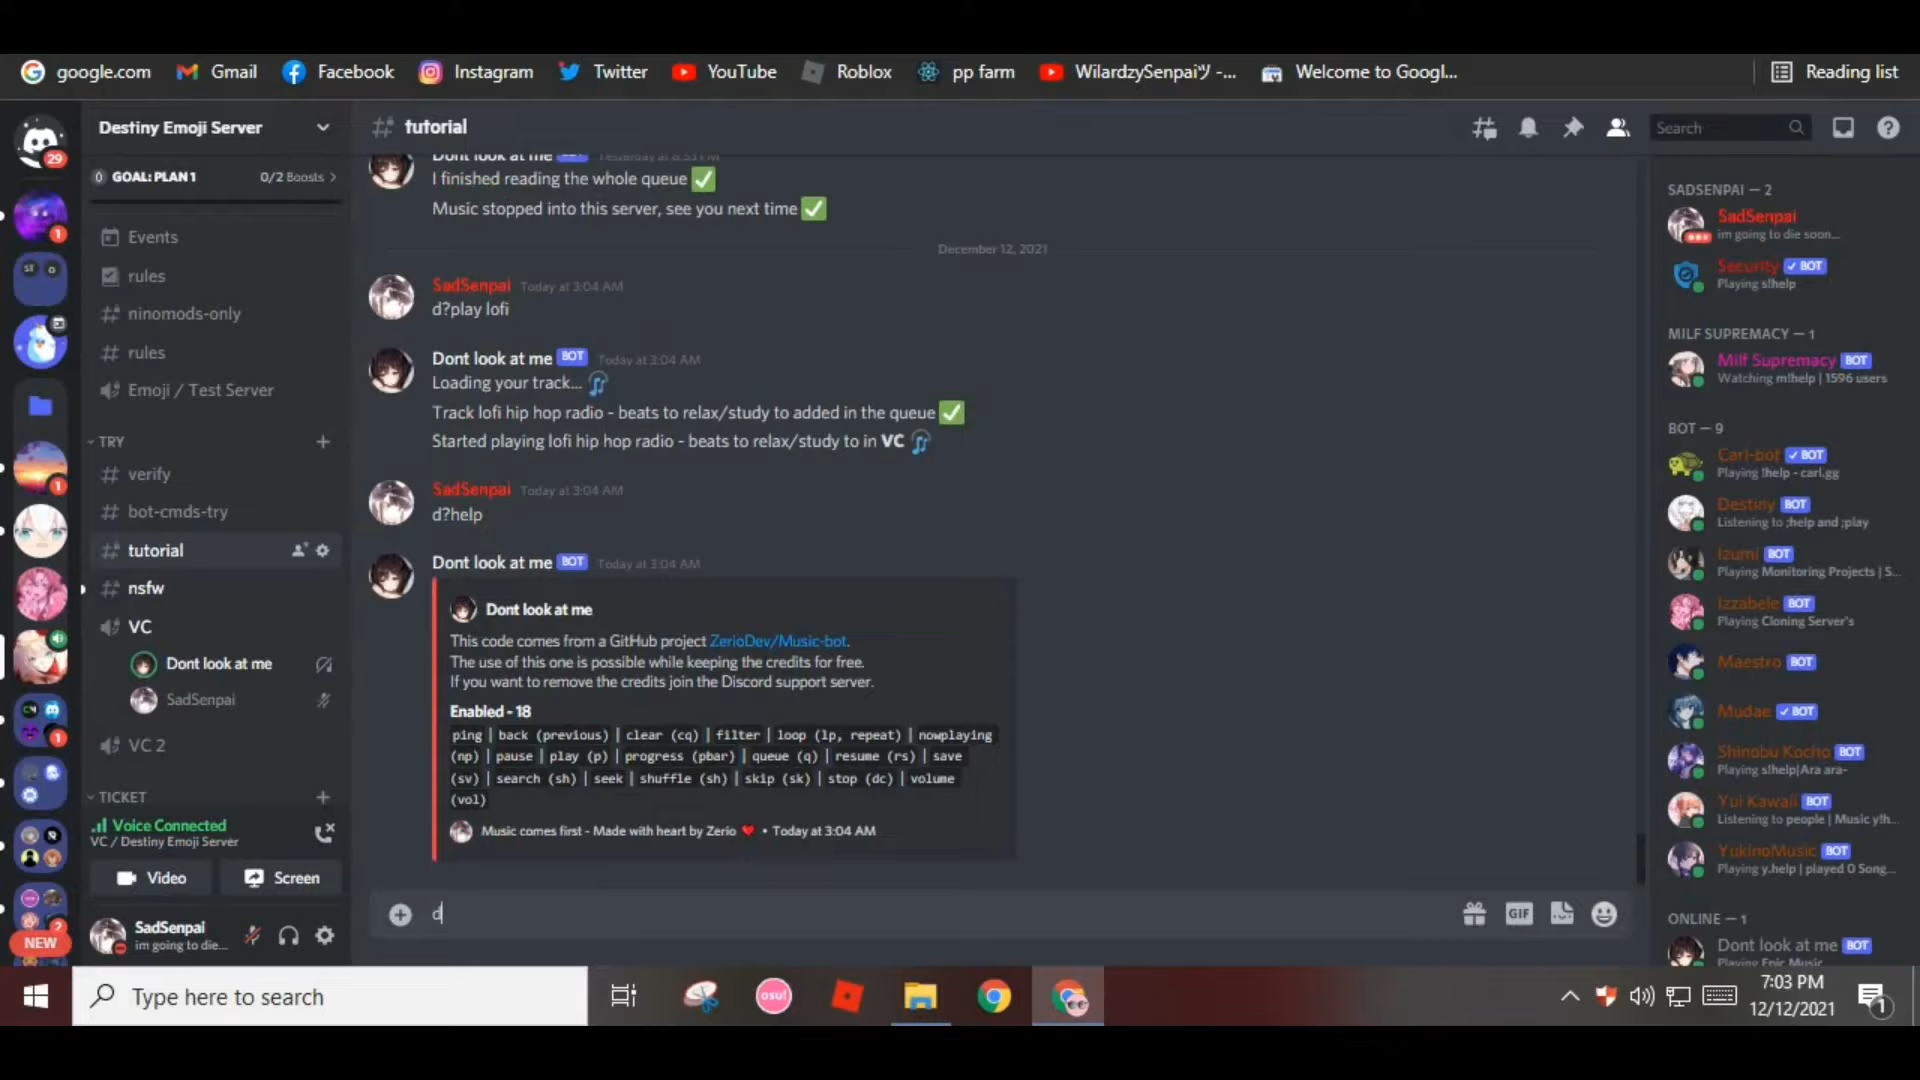 google.com Gmail Facebook Instagram Twitter YouTube Roblox pp farm WilardzySenpaiツ -... Welcome to Googl... Reading list
29
1
ST O
1
1
2
NEW
Destiny Emoji Server
GOAL: PLAN 1 0/2 Boosts >
Events
rules
ninomods-only
rules
Emoji / Test Server
TRY
verify
bot-cmds-try
tutorial
nsfw
VC
Dont look at me
SadSenpai
VC 2
TICKET
Voice Connected
VC / Destiny Emoji Server
Video Screen
SadSenpai
im going to die...
tutorial
Search
Dont look at me BOT Yesterday at 8:53 PM
I finished reading the whole queue ✅
Music stopped into this server, see you next time ✅
December 12, 2021
SadSenpai Today at 3:04 AM
d?play lofi
Dont look at me BOT Today at 3:04 AM
Loading your track... 🎧
Track lofi hip hop radio - beats to relax/study to added in the queue ✅
Started playing lofi hip hop radio - beats to relax/study to in VC 🎧
SadSenpai Today at 3:04 AM
d?help
Dont look at me BOT Today at 3:04 AM
Dont look at me
This code comes from a GitHub project ZerioDev/Music-bot.
The use of this one is possible while keeping the credits for free.
If you want to remove the credits join the Discord support server.
Enabled - 18
ping | back (previous) | clear (cq) | filter | loop (lp, repeat) | nowplaying
(np) | pause | play (p) | progress (pbar) | queue (q) | resume (rs) | save
(sv) | search (sh) | seek | shuffle (sh) | skip (sk) | stop (dc) | volume
(vol)
Music comes first - Made with heart by Zerio ❤️ • Today at 3:04 AM
d
GIF
SADSENPAI — 2
SadSenpai
im going to die soon...
Security ✓ BOT
Playing s!help
MILF SUPREMACY — 1
Milf Supremacy BOT
Watching m!help | 1596 users
BOT — 9
Carl-bot ✓ BOT
Playing !help - carl.gg
Destiny BOT
Listening to ;help and ;play
Izumi BOT
Playing Monitoring Projects | S...
Izzabele BOT
Playing Cloning Server's
Maestro BOT
Mudae ✓ BOT
Shinobu Kocho BOT
Playing s!help|Ara ara~
Yui Kawaii BOT
Listening to people | Music y!h...
YukinoMusic BOT
Playing y.help | played 0 Song...
ONLINE — 1
Dont look at me BOT
Playing Epic Music
Type here to search
osu!
7:03 PM
12/12/2021
1